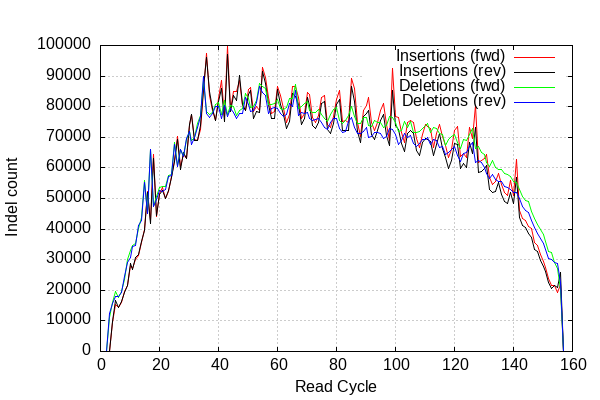 100000
90000
80000
70000
60000
50000
40000
30000
20000
10000
0
Indel count
Insertions (fwd)
Insertions (rev)
Deletions (fwd)
Deletions (rev)
0 20 40 60 80 100 120 140 160
Read Cycle